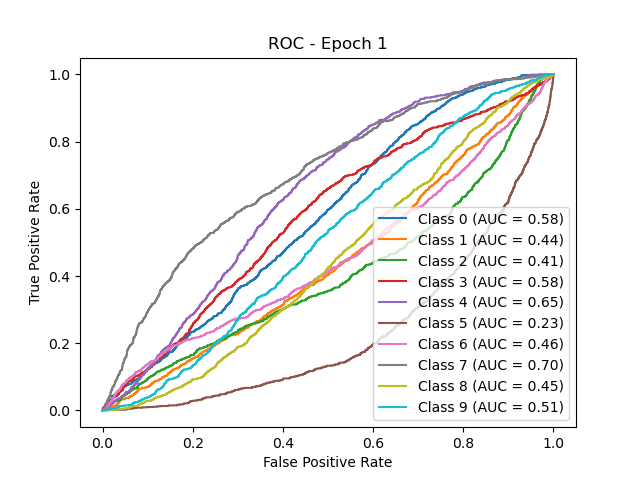 ROC - Epoch 1
True Positive Rate
1.0
0.8
0.6
0.4
0.2
0.0
Class 0 (AUC = 0.58)
Class 1 (AUC = 0.44)
Class 2 (AUC = 0.41)
Class 3 (AUC = 0.58)
Class 4 (AUC = 0.65)
Class 5 (AUC = 0.23)
Class 6 (AUC = 0.46)
Class 7 (AUC = 0.70)
Class 8 (AUC = 0.45)
Class 9 (AUC = 0.51)
0.0 0.2 0.4 0.6 0.8 1.0
False Positive Rate